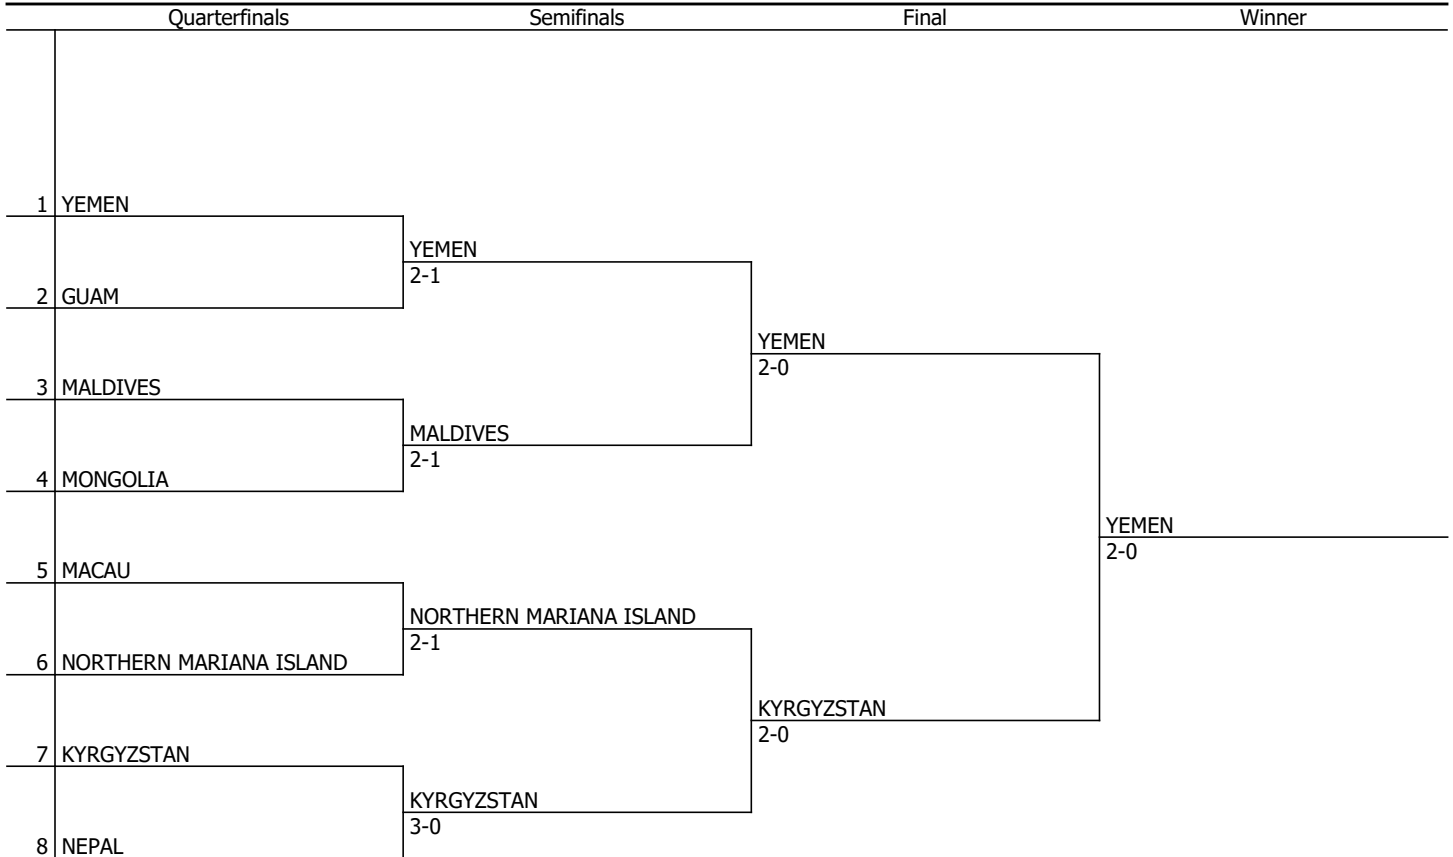 Quarterfinals Semifinals Final Winner
1 YEMEN
YEMEN
2-1
2 GUAM
YEMEN
2-0
3 MALDIVES
MALDIVES
2-1
4 MONGOLIA
YEMEN
2-0
5 MACAU
NORTHERN MARIANA ISLAND
2-1
6 NORTHERN MARIANA ISLAND
KYRGYZSTAN
2-0
7 KYRGYZSTAN
KYRGYZSTAN
3-0
8 NEPAL